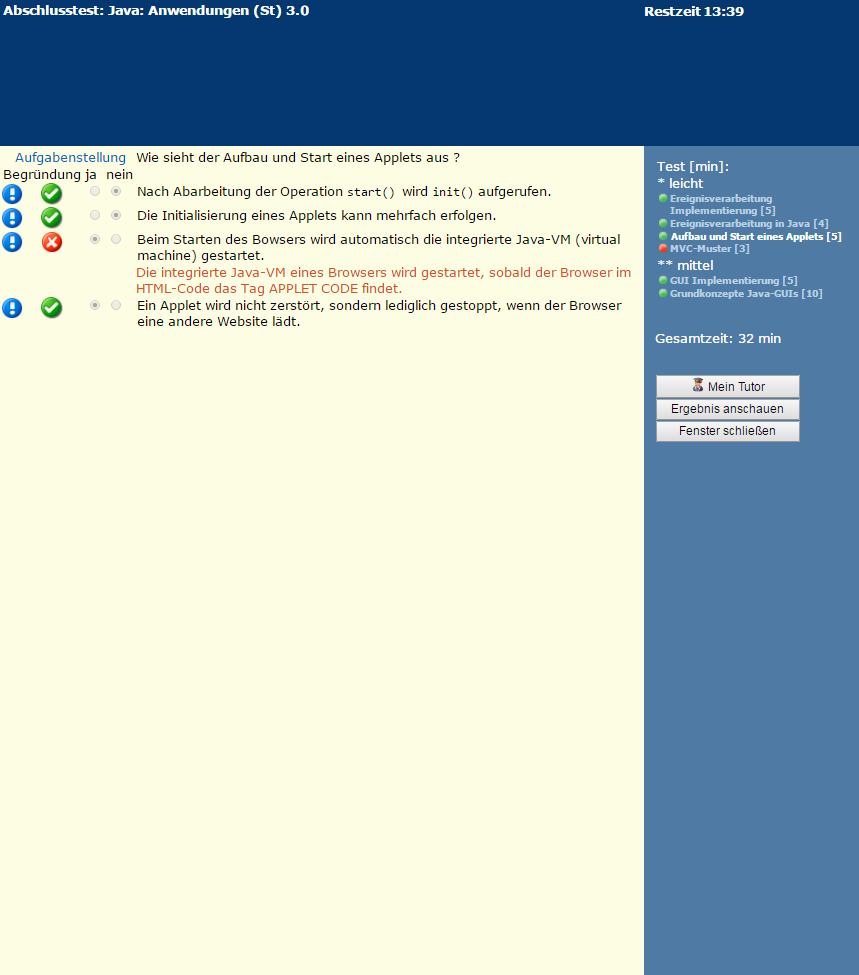 Abschlusstest: Java: Anwendungen (St) 3.0
Restzeit 13:39
Aufgabenstellung Wie sieht der Aufbau und Start eines Applets aus ?
Begründung ja nein
Nach Abarbeitung der Operation start() wird init() aufgerufen.
Die Initialisierung eines Applets kann mehrfach erfolgen.
Beim Starten des Bowsers wird automatisch die integrierte Java-VM (virtual
machine) gestartet.
Die integrierte Java-VM eines Browsers wird gestartet, sobald der Browser im
HTML-Code das Tag APPLET CODE findet.
Ein Applet wird nicht zerstört, sondern lediglich gestoppt, wenn der Browser
eine andere Website lädt.
Test [min]:
* leicht
Ereignisverarbeitung
Implementierung [5]
Ereignisverarbeitung in Java [4]
Aufbau und Start eines Applets [5]
MVC-Muster [3]
** mittel
GUI Implementierung [5]
Grundkonzepte Java-GUIs [10]
Gesamtzeit: 32 min
Mein Tutor
Ergebnis anschauen
Fenster schließen